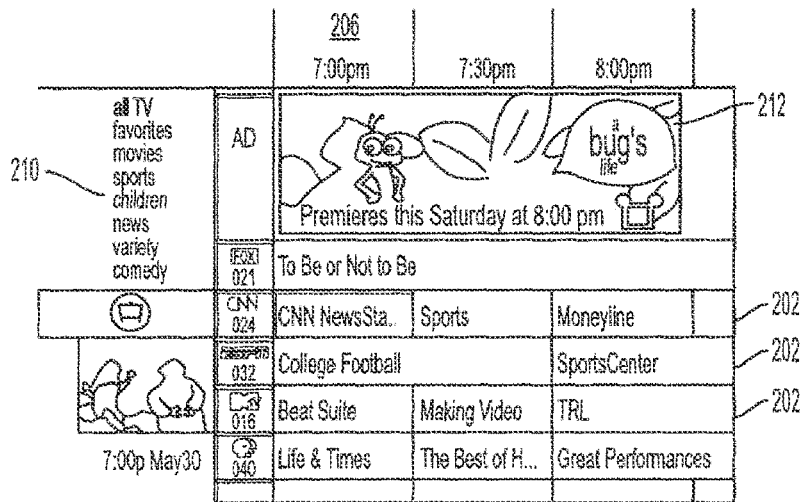 206
7:00pm 7:30pm 8:00pm
all TV
favorites
movies
sports
children
news
variety
comedy
210
AD
a
bug's
life
Premieres this Saturday at 8:00 pm
212
FOX
021
To Be or Not to Be
CNN
024
CNN NewsSta.. Sports Moneyline
202
032
College Football SportsCenter
202
016
Beat Suite Making Video TRL
202
7:00p May30
040
Life & Times The Best of H... Great Performances